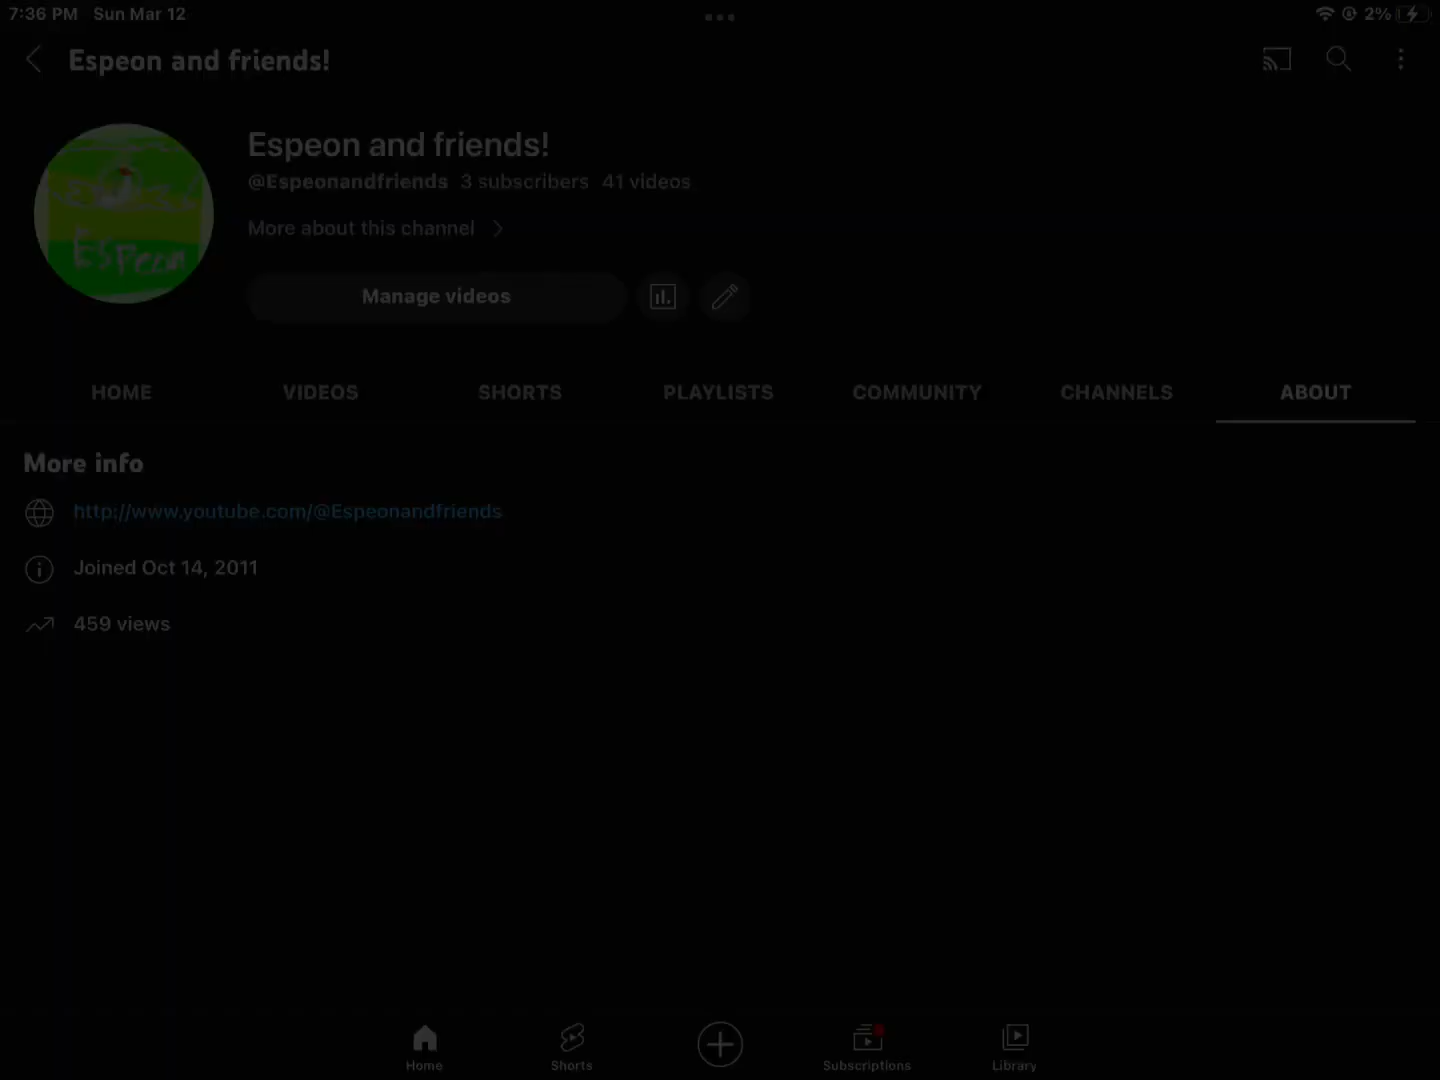 7:36 PM Sun Mar 12
2%
Espeon and friends!
Espeon
Espeon and friends!
@Espeonandfriends 3 subscribers 41 videos
More about this channel
Manage videos
HOME VIDEOS SHORTS PLAYLISTS COMMUNITY CHANNELS ABOUT
More info
http://www.youtube.com/@Espeonandfriends
Joined Oct 14, 2011
459 views
Home Shorts Subscriptions Library